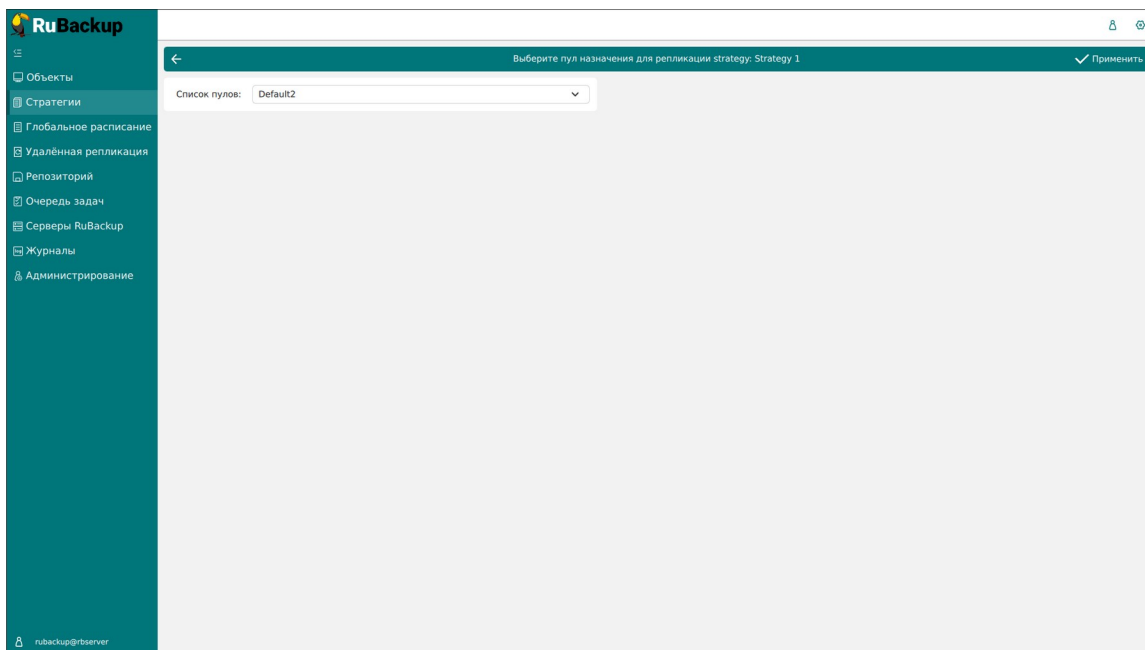 RuBackup
Выберите пул назначения для репликации strategy: Strategy 1
Применить
Объекты
Стратегии
Глобальное расписание
Удалённая репликация
Репозиторий
Очередь задач
Серверы RuBackup
Журналы
Администрирование
Список пулов: Default2
rubackup@rbserver